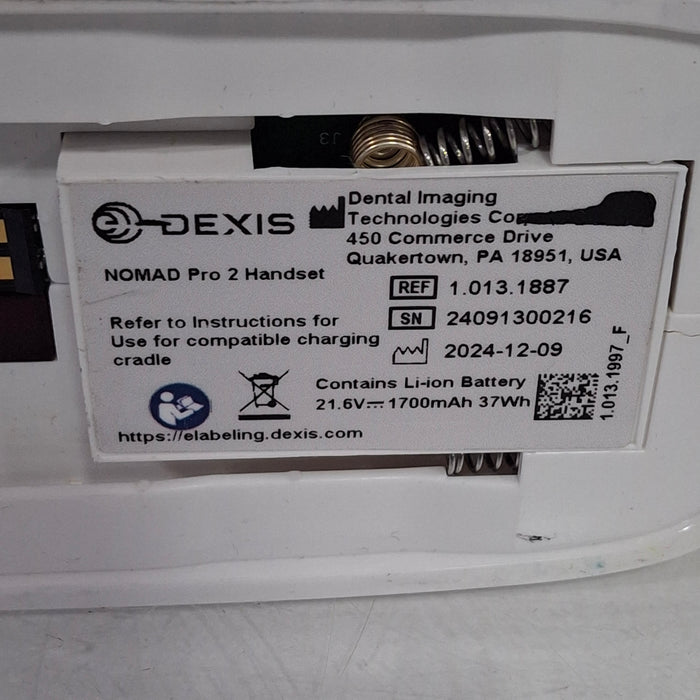 J3
DEXIS
Dental Imaging
Technologies
450 Commerce Drive
Quakertown, PA 18951, USA
NOMAD Pro 2 Handset
REF 1.013.1887
SN 24091300216
2024-12-09
Refer to Instructions for
Use for compatible charging
cradle
Contains Li-ion Battery
21.6V⎓ 1700mAh 37Wh
1.013.1997_F
https://elabeling.dexis.com